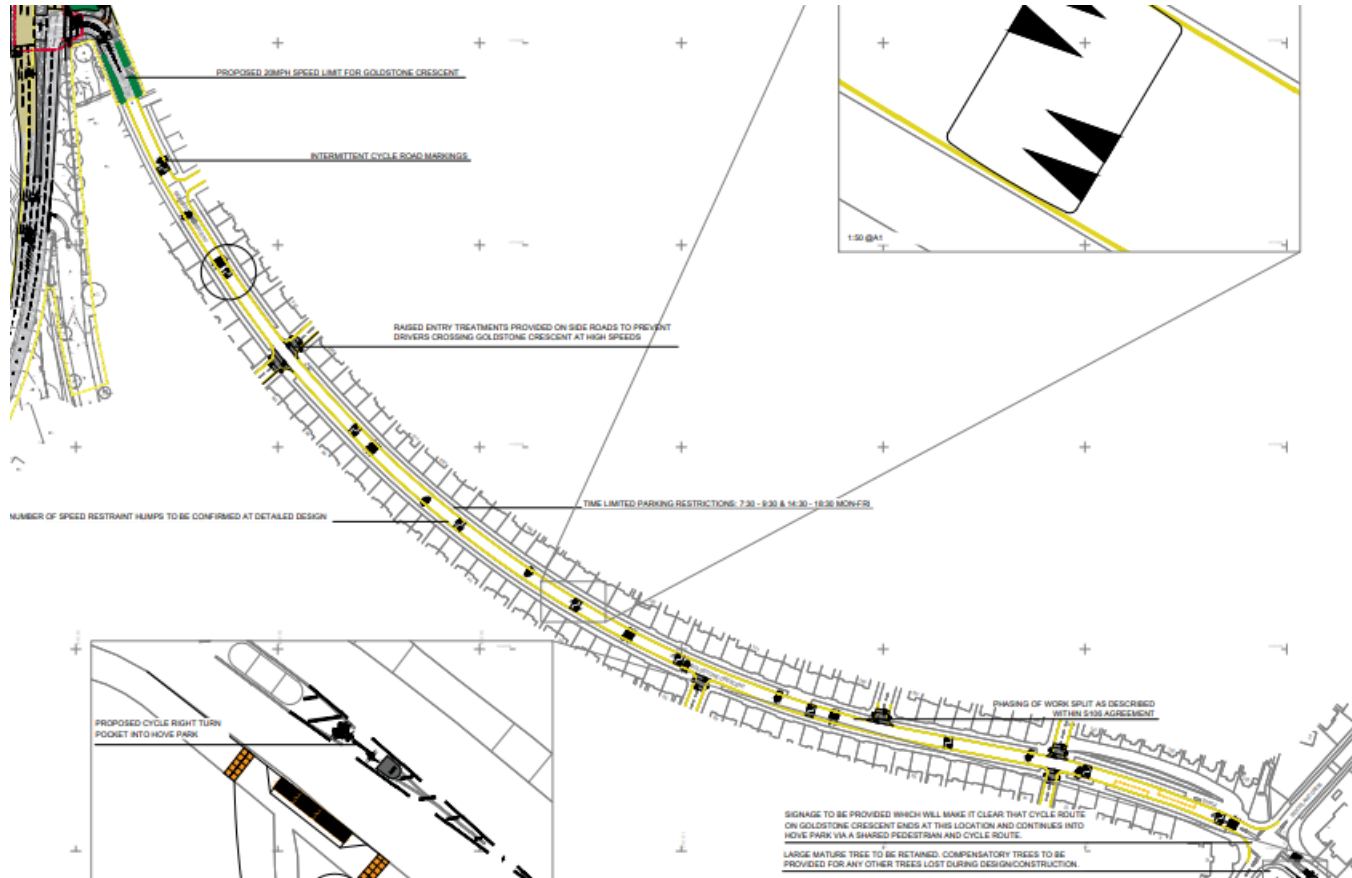 PROPOSED 20MPH SPEED LIMIT FOR GOLDSTONE CRESCENT
INTERMITTENT CYCLE ROAD MARKINGS
1:50 @A1
RAISED ENTRY TREATMENTS PROVIDED ON SIDE ROADS TO PREVENT
DRIVERS CROSSING GOLDSTONE CRESCENT AT HIGH SPEEDS
TIME LIMITED PARKING RESTRICTIONS: 7:30 - 9:30 & 14:30 - 18:30 MON-FRI
NUMBER OF SPEED RESTRAINT HUMPS TO BE CONFIRMED AT DETAILED DESIGN
PROPOSED CYCLE RIGHT TURN
POCKET INTO HOVE PARK
PHASING OF WORK SPLIT AS DESCRIBED
WITHIN S106 AGREEMENT
SIGNAGE TO BE PROVIDED WHICH WILL MAKE IT CLEAR THAT CYCLE ROUTE
ON GOLDSTONE CRESCENT ENDS AT THIS LOCATION AND CONTINUES INTO
HOVE PARK VIA A SHARED PEDESTRIAN AND CYCLE ROUTE.
LARGE MATURE TREE TO BE RETAINED. COMPENSATORY TREES TO BE
PROVIDED FOR ANY OTHER TREES LOST DURING DESIGN/CONSTRUCTION.